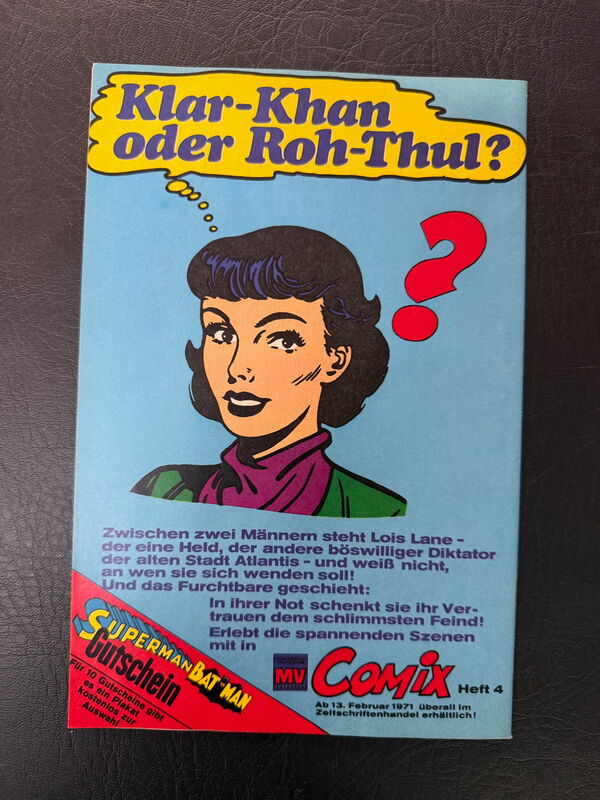 Klar-Khan
oder Roh-Thul?
?
Zwischen zwei Männern steht Lois Lane -
der eine Held, der andere böswilliger Diktator
der alten Stadt Atlantis - und weiß nicht,
an wen sie sich wenden soll!
Und das Furchtbare geschieht:
In ihrer Not schenkt sie ihr Ver-
trauen dem schlimmsten Feind!
Erlebt die spannenden Szenen
mit in
MV COMIX Heft 4
Ab 13. Februar 1971 überall im
Zeitschriftenhandel erhältlich!
SUPERMAN BATMAN
Gutschein
Für 10 Gutscheine gibt
es ein Plakat
kostenlos zur
Auswahl